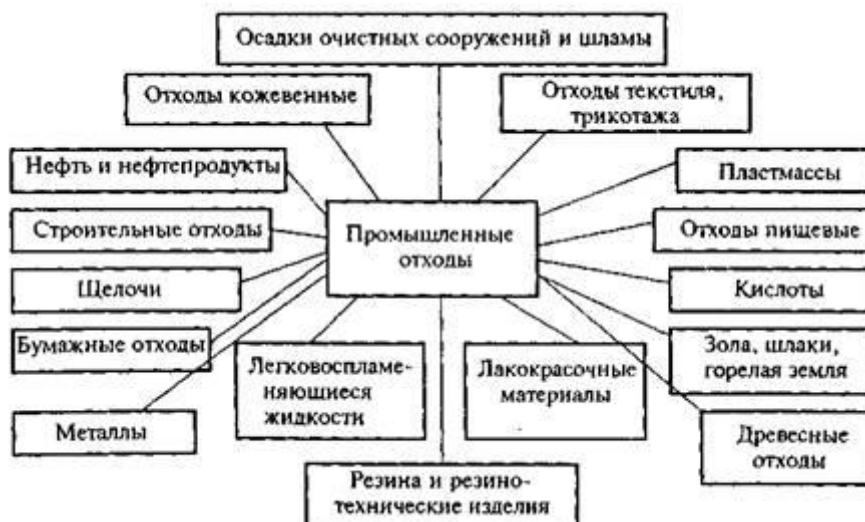 Осадки очистных сооружений и шламы
Отходы кожевенные
Отходы текстиля,
трикотажа
Нефть и нефтепродукты
Пластмассы
Строительные отходы
Промышленные
отходы
Отходы пищевые
Щелочи
Кислоты
Бумажные отходы
Легковоспламе-
няющиеся
жидкости
Лакокрасочные
материалы
Зола, шлаки,
горелая земля
Металлы
Древесные
отходы
Резина и резино-
технические изделия